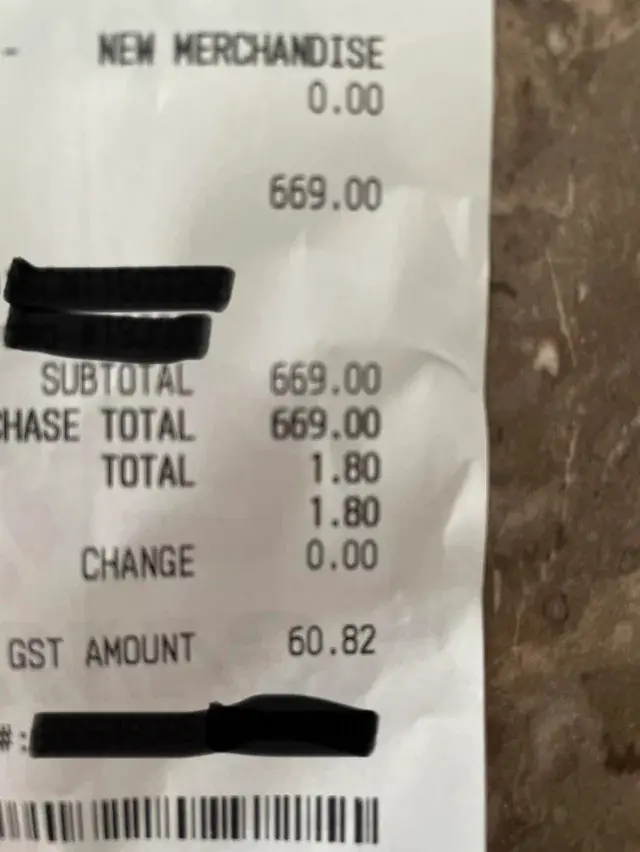 - NEW MERCHANDISE
0.00
669.00
SUBTOTAL 669.00
CHASE TOTAL 669.00
TOTAL 1.80
1.80
CHANGE 0.00
GST AMOUNT 60.82
#: